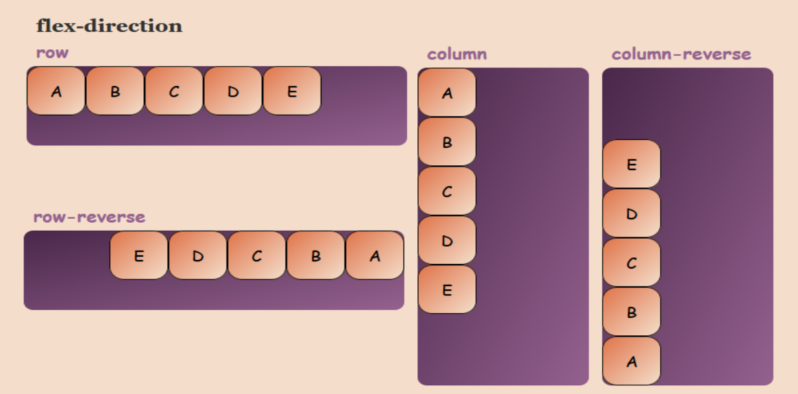 flex-direction
row
A B C D E
row-reverse
E D C B A
column
A
B
C
D
E
column-reverse
E
D
C
B
A